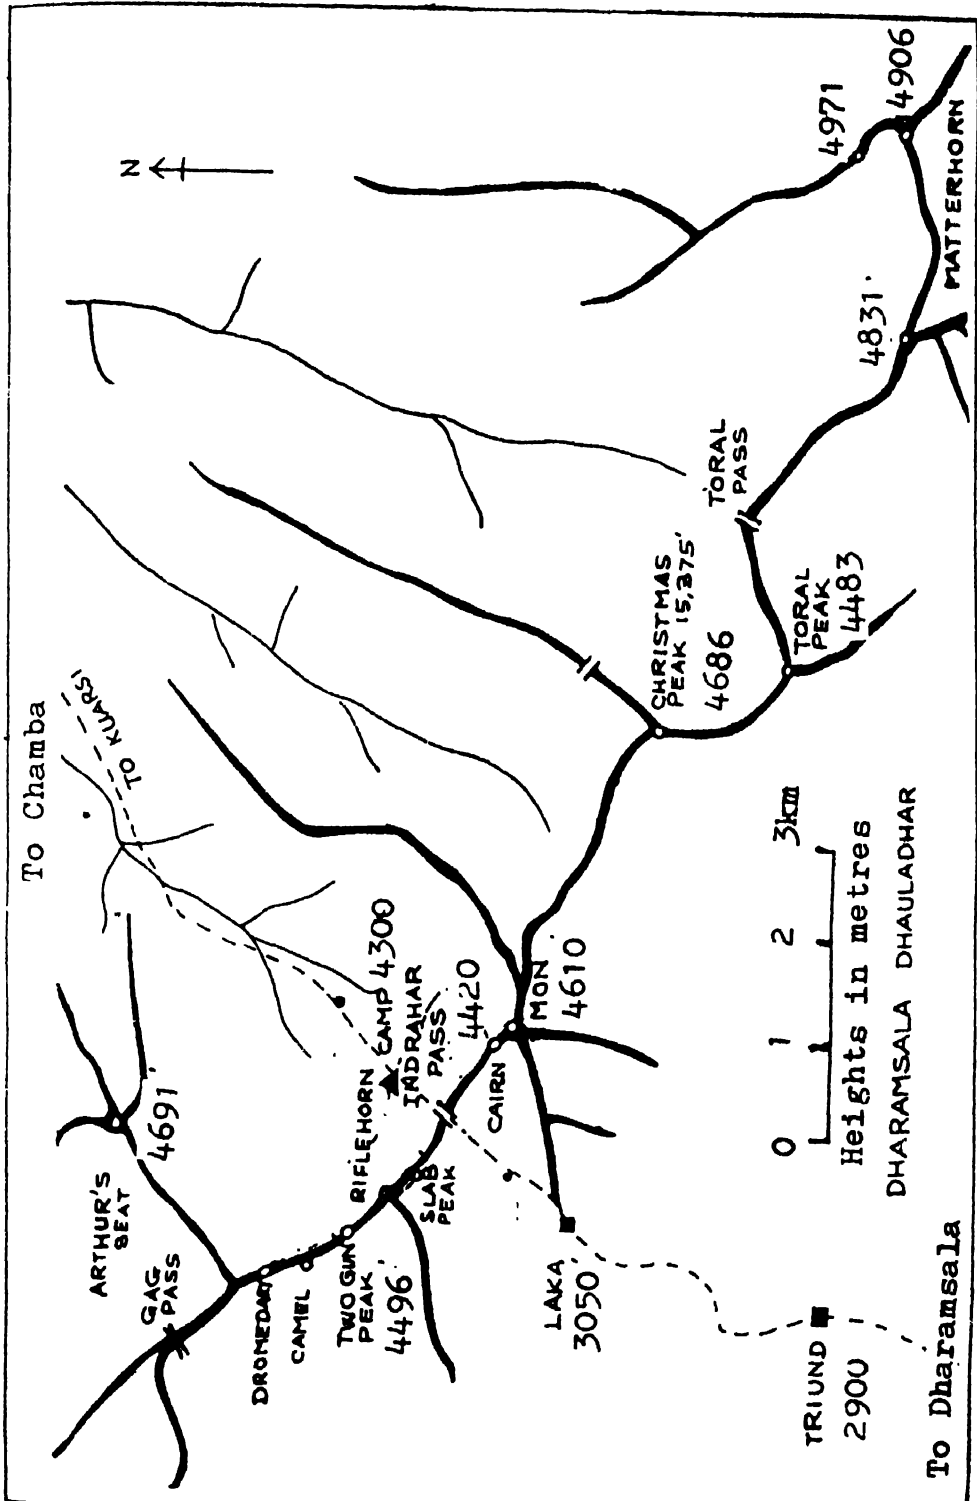 To Chamba
TO KUARSI
N
ARTHUR'S
SEAT
4691
GAG
PASS
DROMEDARY
CAMEL
TWO GUN
PEAK
4496
RIFLEHORN
SLAB
PEAK
CAMP 4300
INDRAHAR
PASS
4420
CAIRN
MON
4610
CHRISTMAS
PEAK 15,375'
4686
TORAL
PASS
TORAL
PEAK
4483
4831
4971
4906
MATTERHORN
LAKA
3050
TRIUND
2900
To Dharamsala
0 1 2 3km
Heights in metres
DHARAMSALA DHAULADHAR